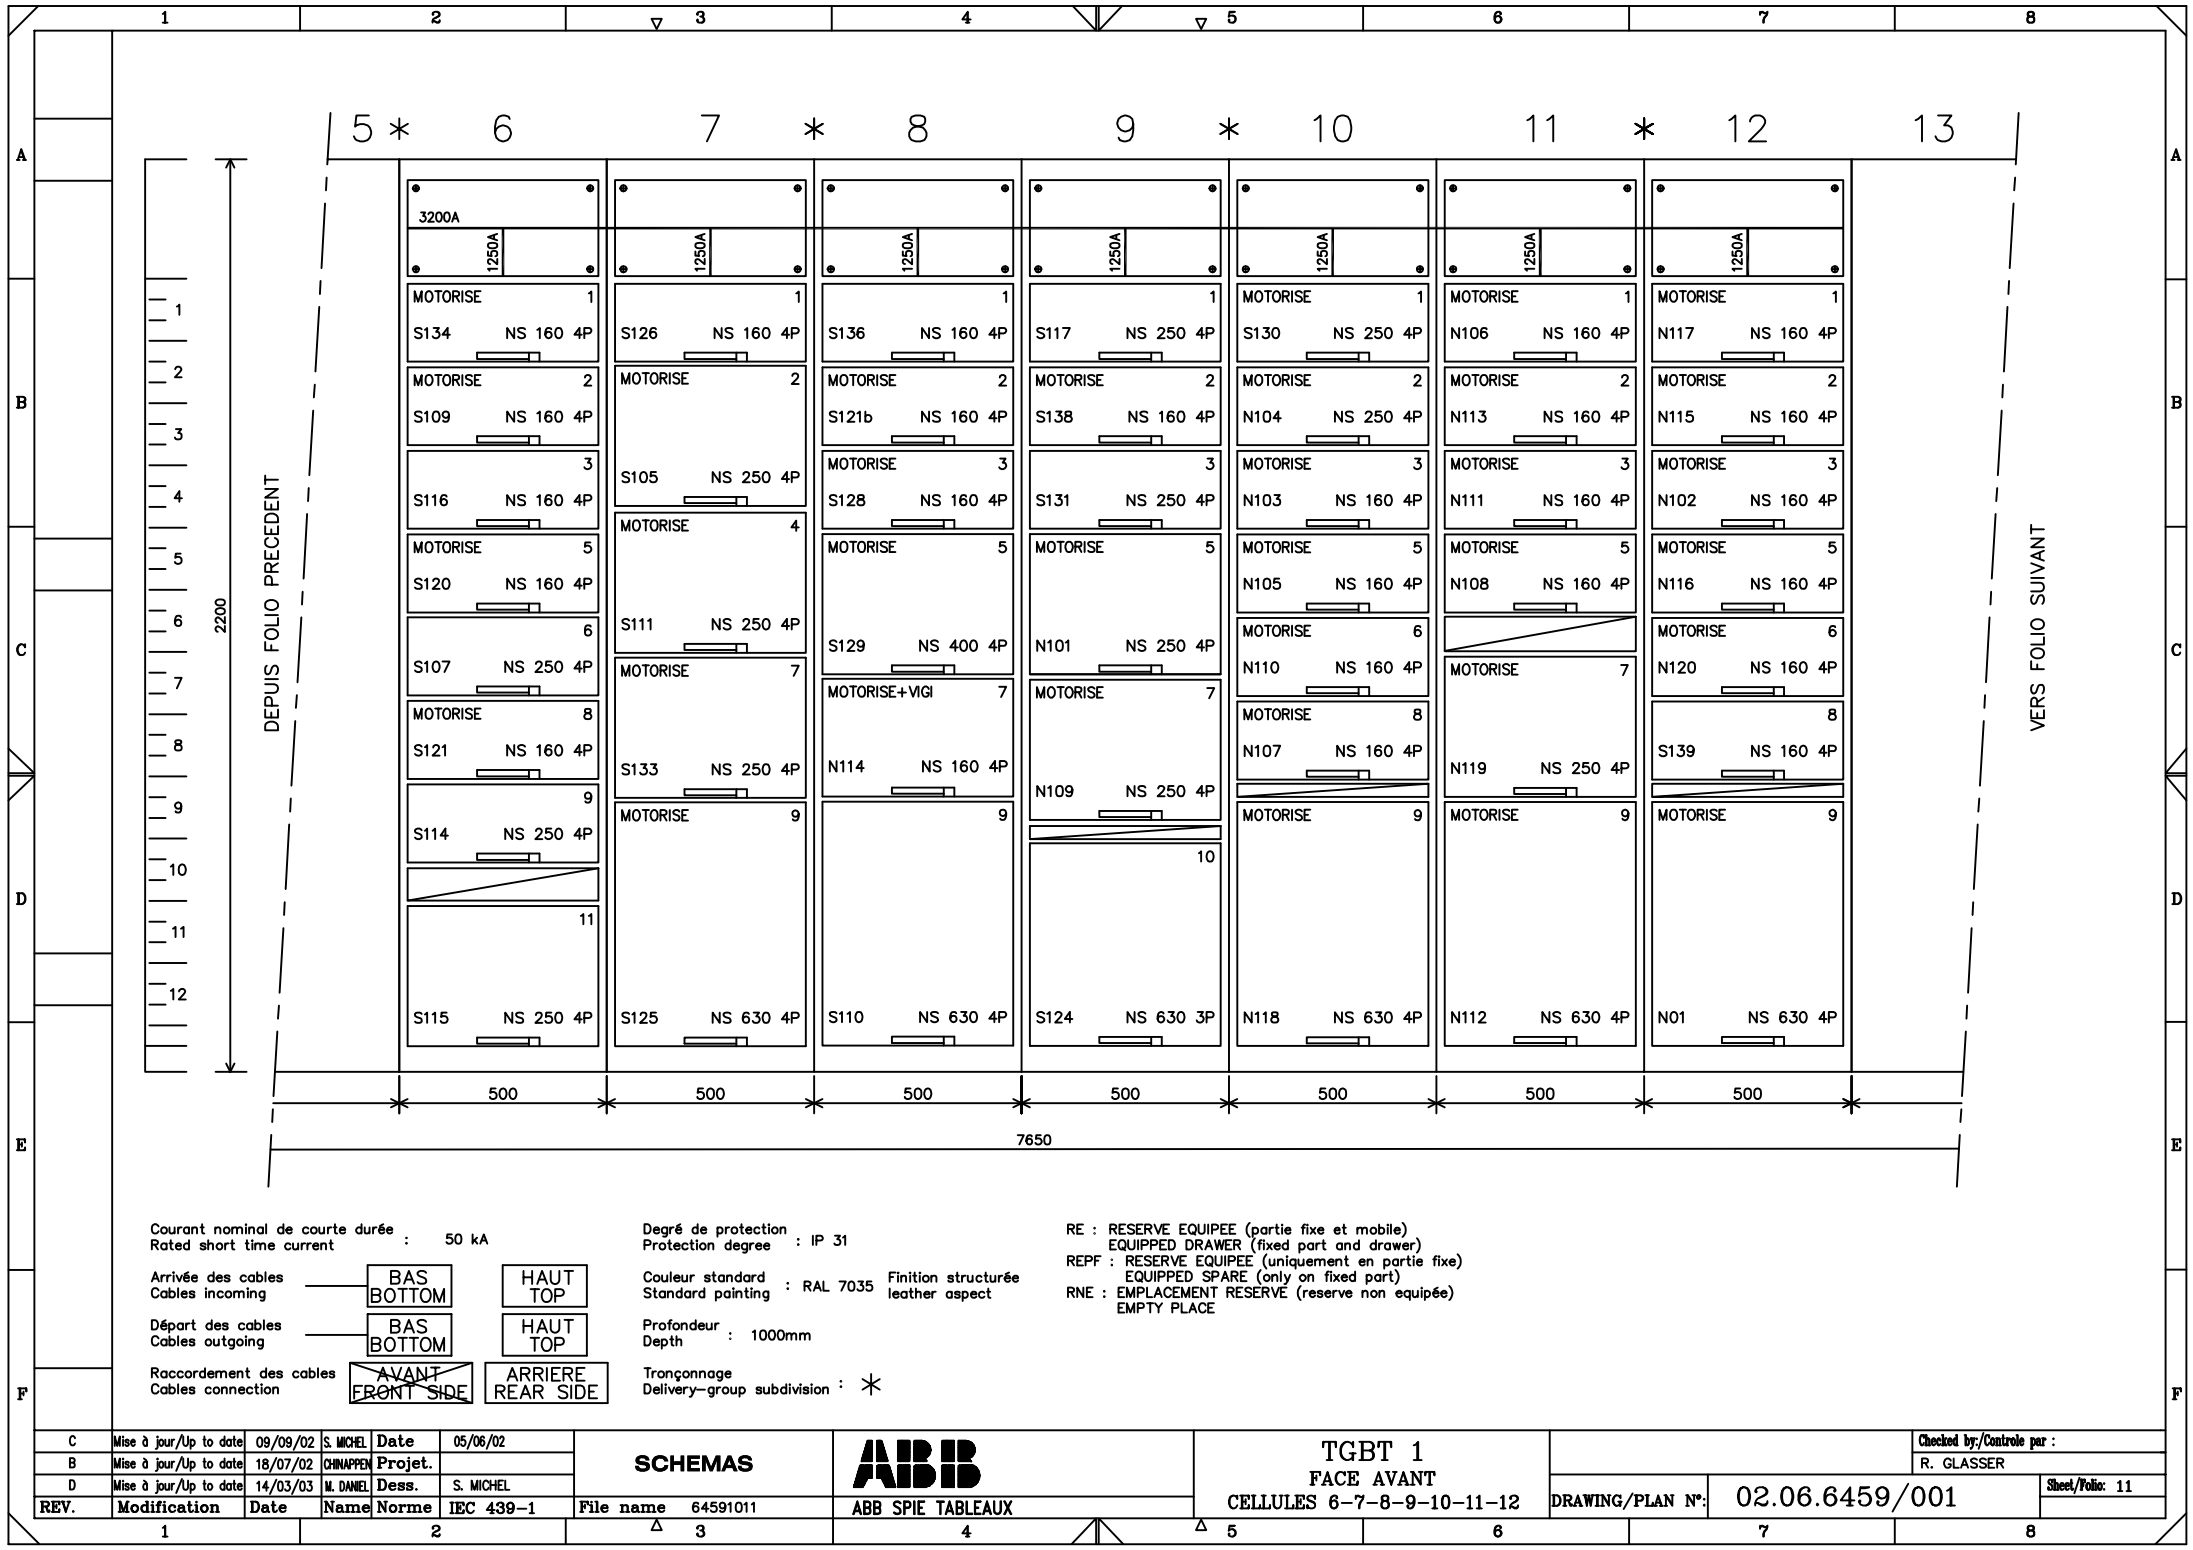 1 2 3 4 5 6 7 8
A A
B B
C C
D D
E E
F F
5 * 6 7 * 8 9 * 10 11 * 12 13
3200A
1250A 1250A 1250A 1250A 1250A 1250A 1250A
1
2
3
4
5
6
7
8
9
10
11
12
2200
DEPUIS FOLIO PRECEDENT
MOTORISE 1
S134 NS 160 4P
MOTORISE 2
S109 NS 160 4P
3
S116 NS 160 4P
MOTORISE 5
S120 NS 160 4P
6
S107 NS 250 4P
MOTORISE 8
S121 NS 160 4P
9
S114 NS 250 4P
11
S115 NS 250 4P
1
S126 NS 160 4P
MOTORISE 2
S105 NS 250 4P
MOTORISE 4
S111 NS 250 4P
MOTORISE 7
S133 NS 250 4P
MOTORISE 9
S125 NS 630 4P
1
S136 NS 160 4P
MOTORISE 2
S121b NS 160 4P
MOTORISE 3
S128 NS 160 4P
MOTORISE 5
S129 NS 400 4P
MOTORISE+VIGI 7
N114 NS 160 4P
9
S110 NS 630 4P
1
S117 NS 250 4P
MOTORISE 2
S138 NS 160 4P
3
S131 NS 250 4P
MOTORISE 5
N101 NS 250 4P
MOTORISE 7
N109 NS 250 4P
10
S124 NS 630 3P
MOTORISE 1
S130 NS 250 4P
MOTORISE 2
N104 NS 250 4P
MOTORISE 3
N103 NS 160 4P
MOTORISE 5
N105 NS 160 4P
MOTORISE 6
N110 NS 160 4P
MOTORISE 8
N107 NS 160 4P
MOTORISE 9
N118 NS 630 4P
MOTORISE 1
N106 NS 160 4P
MOTORISE 2
N113 NS 160 4P
MOTORISE 3
N111 NS 160 4P
MOTORISE 5
N108 NS 160 4P
MOTORISE 7
N119 NS 250 4P
MOTORISE 9
N112 NS 630 4P
MOTORISE 1
N117 NS 160 4P
MOTORISE 2
N115 NS 160 4P
MOTORISE 3
N102 NS 160 4P
MOTORISE 5
N116 NS 160 4P
MOTORISE 6
N120 NS 160 4P
8
S139 NS 160 4P
MOTORISE 9
N01 NS 630 4P
VERS FOLIO SUIVANT
500 500 500 500 500 500 500
7650
Courant nominal de courte durée
Rated short time current : 50 kA
Arrivée des cables
Cables incoming
BAS
BOTTOM
HAUT
TOP
Départ des cables
Cables outgoing
BAS
BOTTOM
HAUT
TOP
Raccordement des cables
Cables connection
AVANT
FRONT SIDE
ARRIERE
REAR SIDE
Degré de protection
Protection degree : IP 31
Couleur standard
Standard painting : RAL 7035
Finition structurée
leather aspect
Profondeur
Depth : 1000mm
Tronçonnage
Delivery-group subdivision : *
RE : RESERVE EQUIPEE (partie fixe et mobile)
EQUIPPED DRAWER (fixed part and drawer)
REPF : RESERVE EQUIPEE (uniquement en partie fixe)
EQUIPPED SPARE (only on fixed part)
RNE : EMPLACEMENT RESERVE (reserve non equipée)
EMPTY PLACE
C Mise à jour/Up to date 09/09/02 S. MICHEL Date 05/06/02
B Mise à jour/Up to date 18/07/02 CHINAPPEN Projet.
D Mise à jour/Up to date 14/03/03 M. DANIEL Dess. S. MICHEL
REV. Modification Date Name Norme IEC 439-1
SCHEMAS
File name 64591011
ABB
ABB SPIE TABLEAUX
TGBT 1
FACE AVANT
CELLULES 6-7-8-9-10-11-12
Checked by:/Controle par :
R. GLASSER
DRAWING/PLAN N°: 02.06.6459/001
Sheet/Folio: 11
1 2 3 4 5 6 7 8